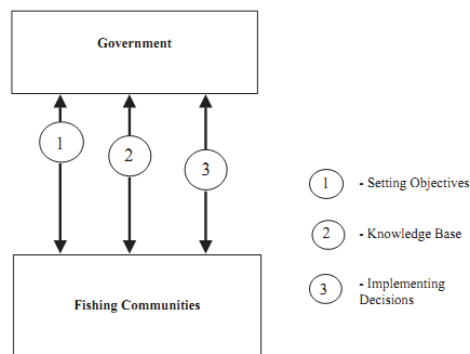 Government
1
2
3
1 - Setting Objectives
2 - Knowledge Base
3 - Implementing
Decisions
Fishing Communities